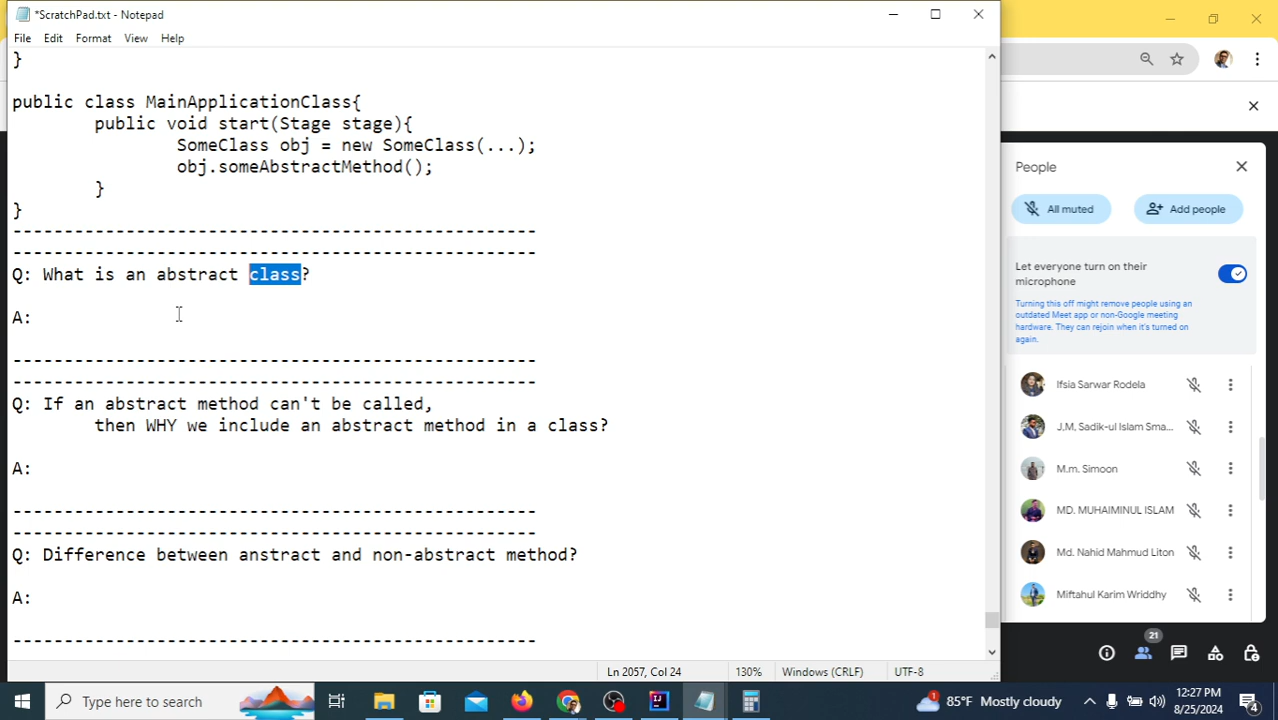 *ScratchPad.txt - Notepad
File Edit Format View Help
}
public class MainApplicationClass{
public void start(Stage stage){
SomeClass obj = new SomeClass(...);
obj.someAbstractMethod();
}
}
---------------------------------------------------
---------------------------------------------------
Q: What is an abstract class?
A:
---------------------------------------------------
---------------------------------------------------
Q: If an abstract method can't be called,
then WHY we include an abstract method in a class?
A:
---------------------------------------------------
---------------------------------------------------
Q: Difference between anstract and non-abstract method?
A:
---------------------------------------------------
Ln 2057, Col 24 130% Windows (CRLF) UTF-8
People
All muted Add people
Let everyone turn on their
microphone
Turning this off might remove people using an
outdated Meet app or non-Google meeting
hardware. They can rejoin when it's turned on
again.
Ifsia Sarwar Rodela
J.M. Sadik-ul Islam Sma...
M.m. Simoon
MD. MUHAIMINUL ISLAM
Md. Nahid Mahmud Liton
Miftahul Karim Wriddhy
21
Type here to search
1 85°F Mostly cloudy
12:27 PM
8/25/2024
4